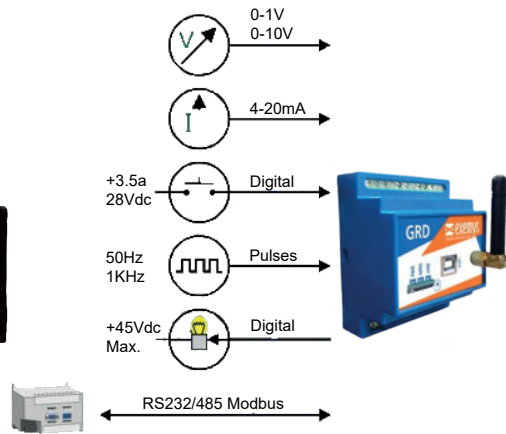 V
0-1V
0-10V
I
4-20mA
+3.5a
28Vdc
Digital
50Hz
1KHz
Pulses
+45Vdc
Max.
Digital
RS232/485 Modbus
GRD
exemys